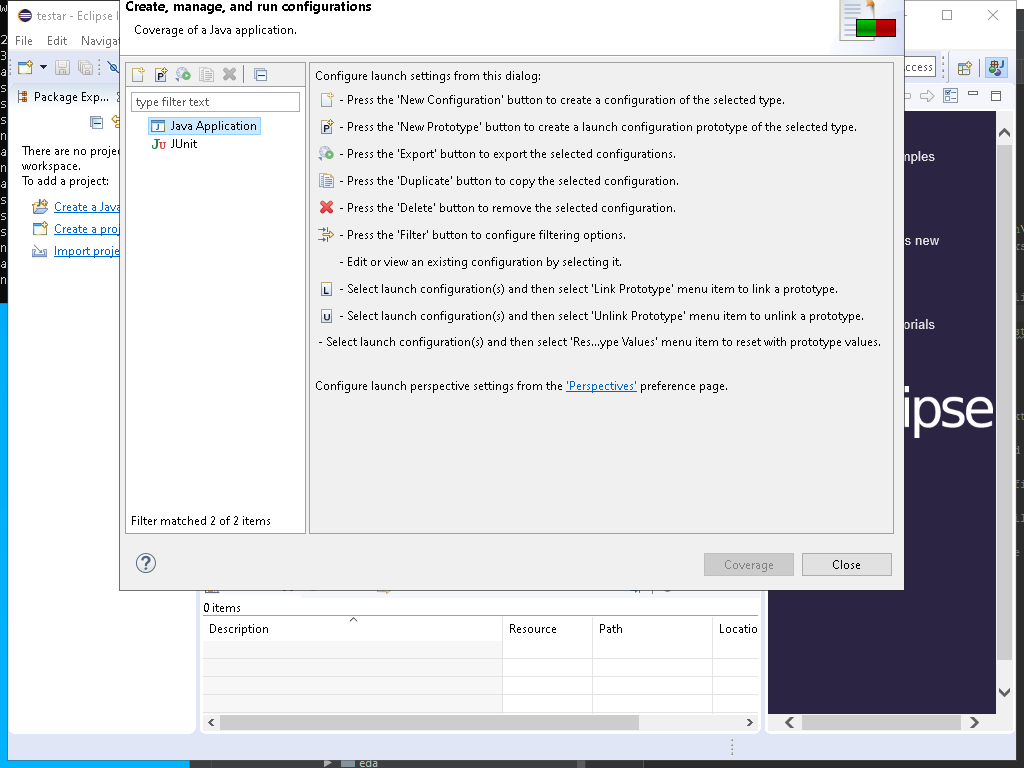 Create, manage, and run configurations
Coverage of a Java application.
testar - Eclipse I
File Edit Naviga
Package Exp...
There are no proje
workspace.
To add a project:
Create a Java
Create a proj
Import proje
type filter text
Java Application
JUnit
Filter matched 2 of 2 items
Configure launch settings from this dialog:
- Press the 'New Configuration' button to create a configuration of the selected type.
- Press the 'New Prototype' button to create a launch configuration prototype of the selected type.
- Press the 'Export' button to export the selected configurations.
- Press the 'Duplicate' button to copy the selected configuration.
- Press the 'Delete' button to remove the selected configuration.
- Press the 'Filter' button to configure filtering options.
- Edit or view an existing configuration by selecting it.
L - Select launch configuration(s) and then select 'Link Prototype' menu item to link a prototype.
U - Select launch configuration(s) and then select 'Unlink Prototype' menu item to unlink a prototype.
- Select launch configuration(s) and then select 'Res...ype Values' menu item to reset with prototype values.
Configure launch perspective settings from the 'Perspectives' preference page.
Coverage
Close
ccess
mples
s new
orials
ipse
0 items
Description Resource Path Locatio
eda